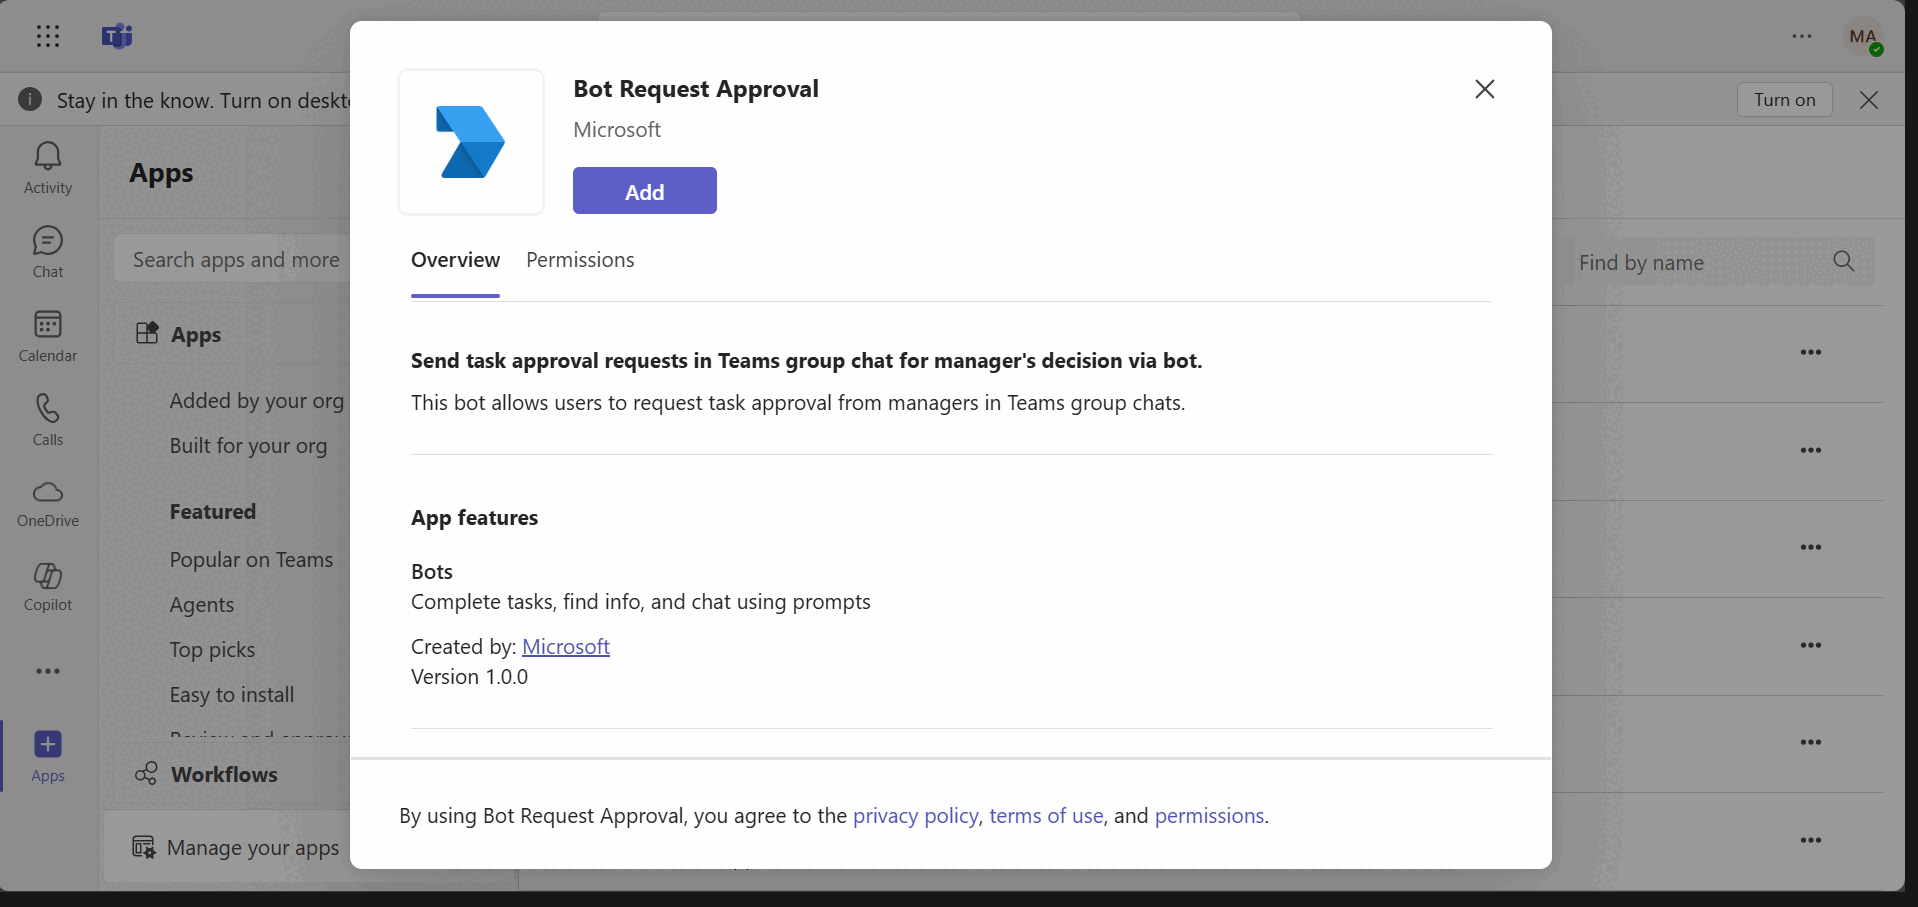 MA
Stay in the know. Turn on
Turn on
Activity
Chat
Calendar
Calls
OneDrive
Copilot
Apps
Apps
Search apps and more
Apps
Added by your org
Built for your org
Featured
Popular on Teams
Agents
Top picks
Easy to install
Workflows
Manage your apps
Find by name
Bot Request Approval
Microsoft
Add
Overview Permissions
Send task approval requests in Teams group chat for manager's decision via bot.
This bot allows users to request task approval from managers in Teams group chats.
App features
Bots
Complete tasks, find info, and chat using prompts
Created by: Microsoft
Version 1.0.0
By using Bot Request Approval, you agree to the privacy policy, terms of use, and permissions.